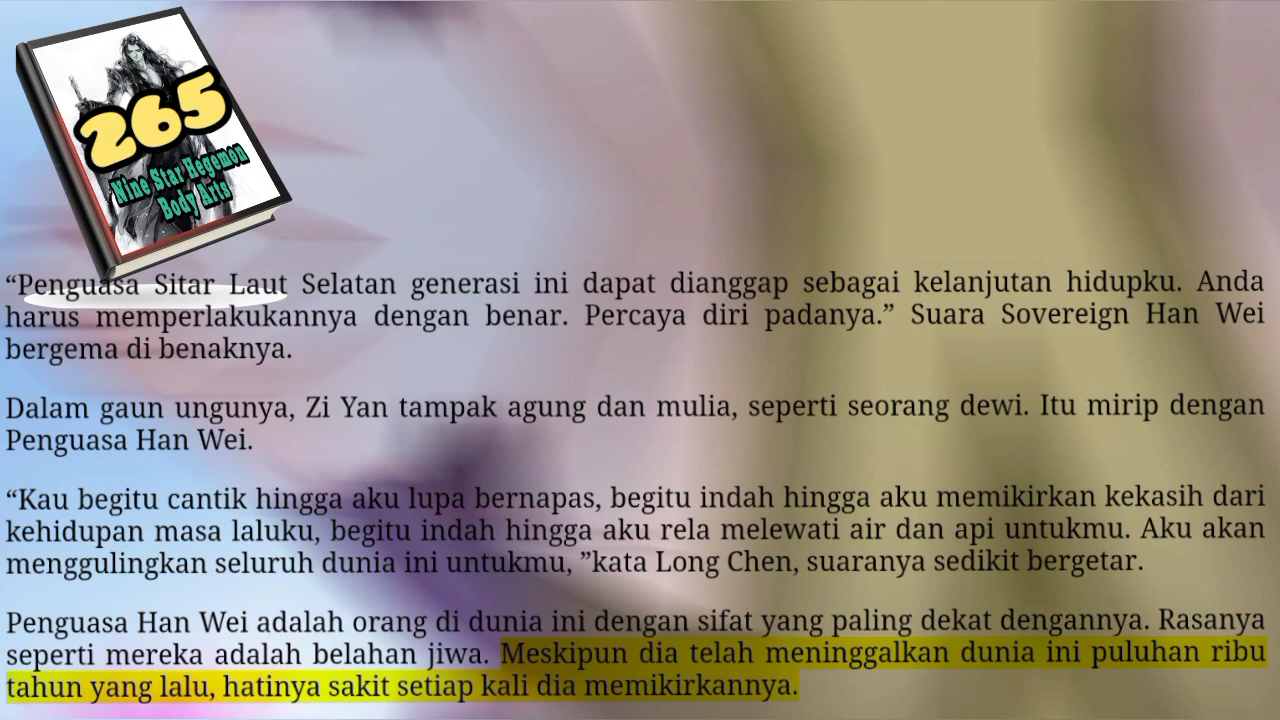 265
Nine Star Hegemon
Body Arts
“Penguasa Sitar Laut Selatan generasi ini dapat dianggap sebagai kelanjutan hidupku. Anda
harus memperlakukannya dengan benar. Percaya diri padanya.” Suara Sovereign Han Wei
bergema di benaknya.
Dalam gaun ungunya, Zi Yan tampak agung dan mulia, seperti seorang dewi. Itu mirip dengan
Penguasa Han Wei.
“Kau begitu cantik hingga aku lupa bernapas, begitu indah hingga aku memikirkan kekasih dari
kehidupan masa laluku, begitu indah hingga aku rela melewati air dan api untukmu. Aku akan
menggulingkan seluruh dunia ini untukmu, ”kata Long Chen, suaranya sedikit bergetar.
Penguasa Han Wei adalah orang di dunia ini dengan sifat yang paling dekat dengannya. Rasanya
seperti mereka adalah belahan jiwa. Meskipun dia telah meninggalkan dunia ini puluhan ribu
tahun yang lalu, hatinya sakit setiap kali dia memikirkannya.